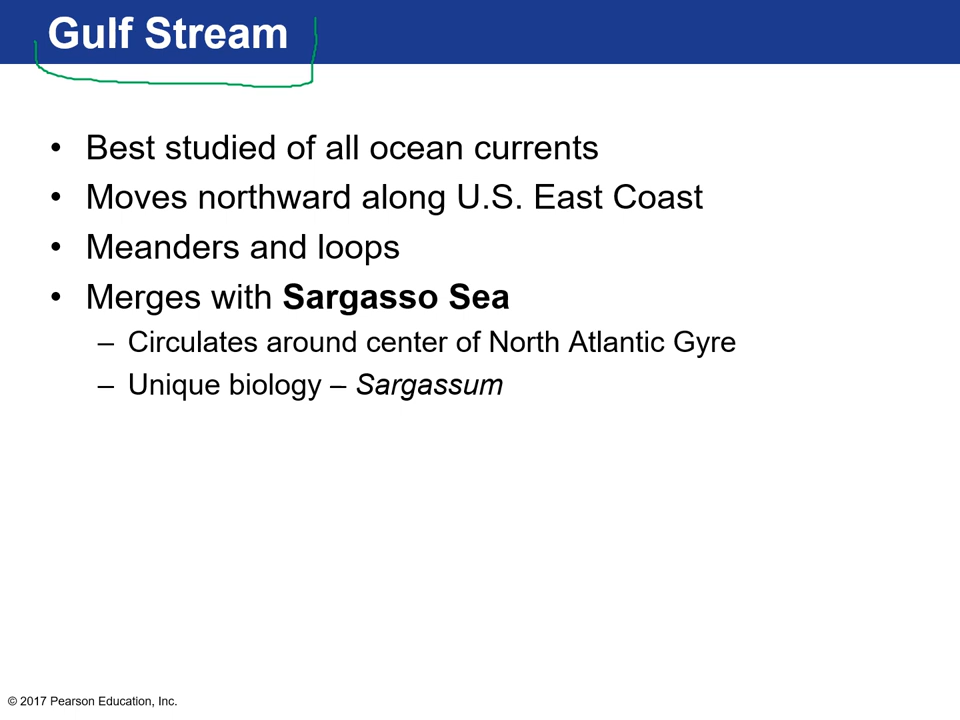 Gulf Stream
• Best studied of all ocean currents
• Moves northward along U.S. East Coast
• Meanders and loops
• Merges with Sargasso Sea
– Circulates around center of North Atlantic Gyre
– Unique biology – Sargassum
© 2017 Pearson Education, Inc.